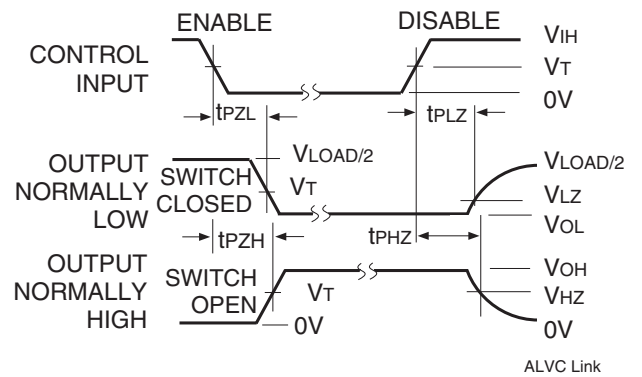 ENABLE DISABLE
CONTROL INPUT
VIH
VT
0V
tPZL
tPLZ
OUTPUT NORMALLY LOW
SWITCH CLOSED
VLOAD/2
VT
VLOAD/2
VLZ
VOL
tPZH
tPHZ
OUTPUT NORMALLY HIGH
SWITCH OPEN
VT
0V
VOH
VHZ
0V
ALVC Link